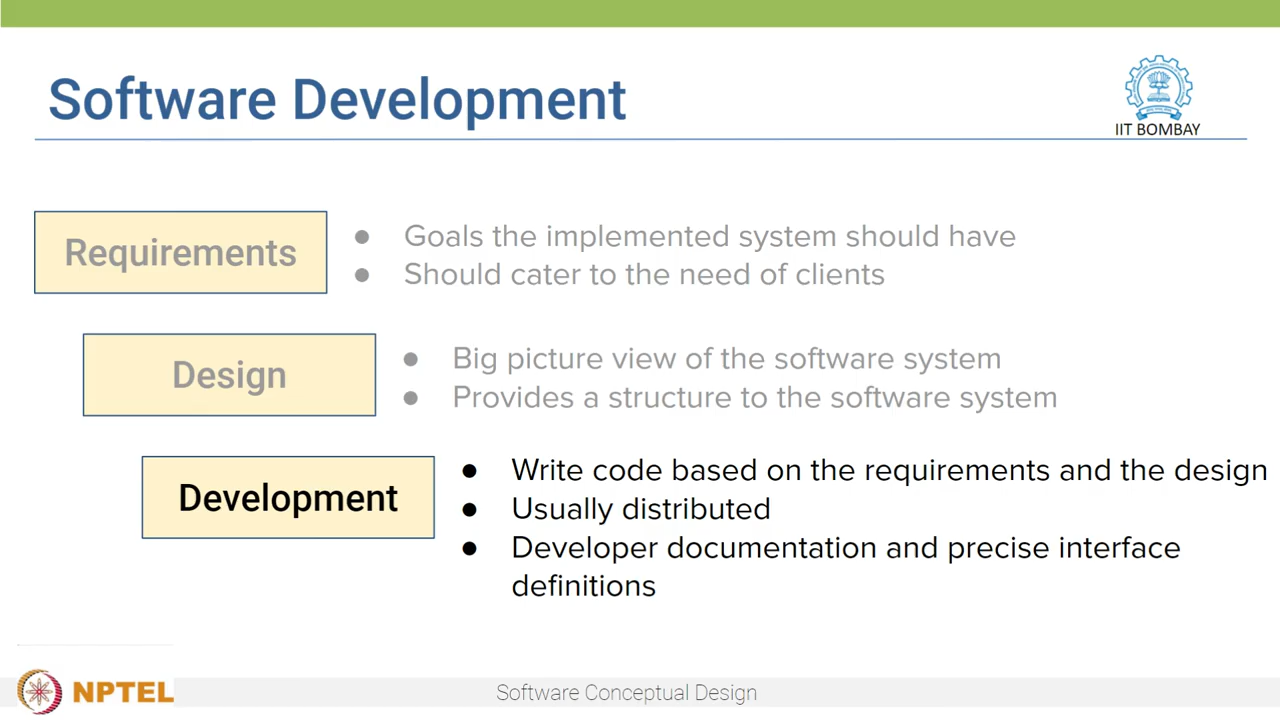 Software Development
IIT BOMBAY
Requirements
● Goals the implemented system should have
● Should cater to the need of clients
Design
● Big picture view of the software system
● Provides a structure to the software system
Development
● Write code based on the requirements and the design
● Usually distributed
● Developer documentation and precise interface
definitions
NPTEL
Software Conceptual Design